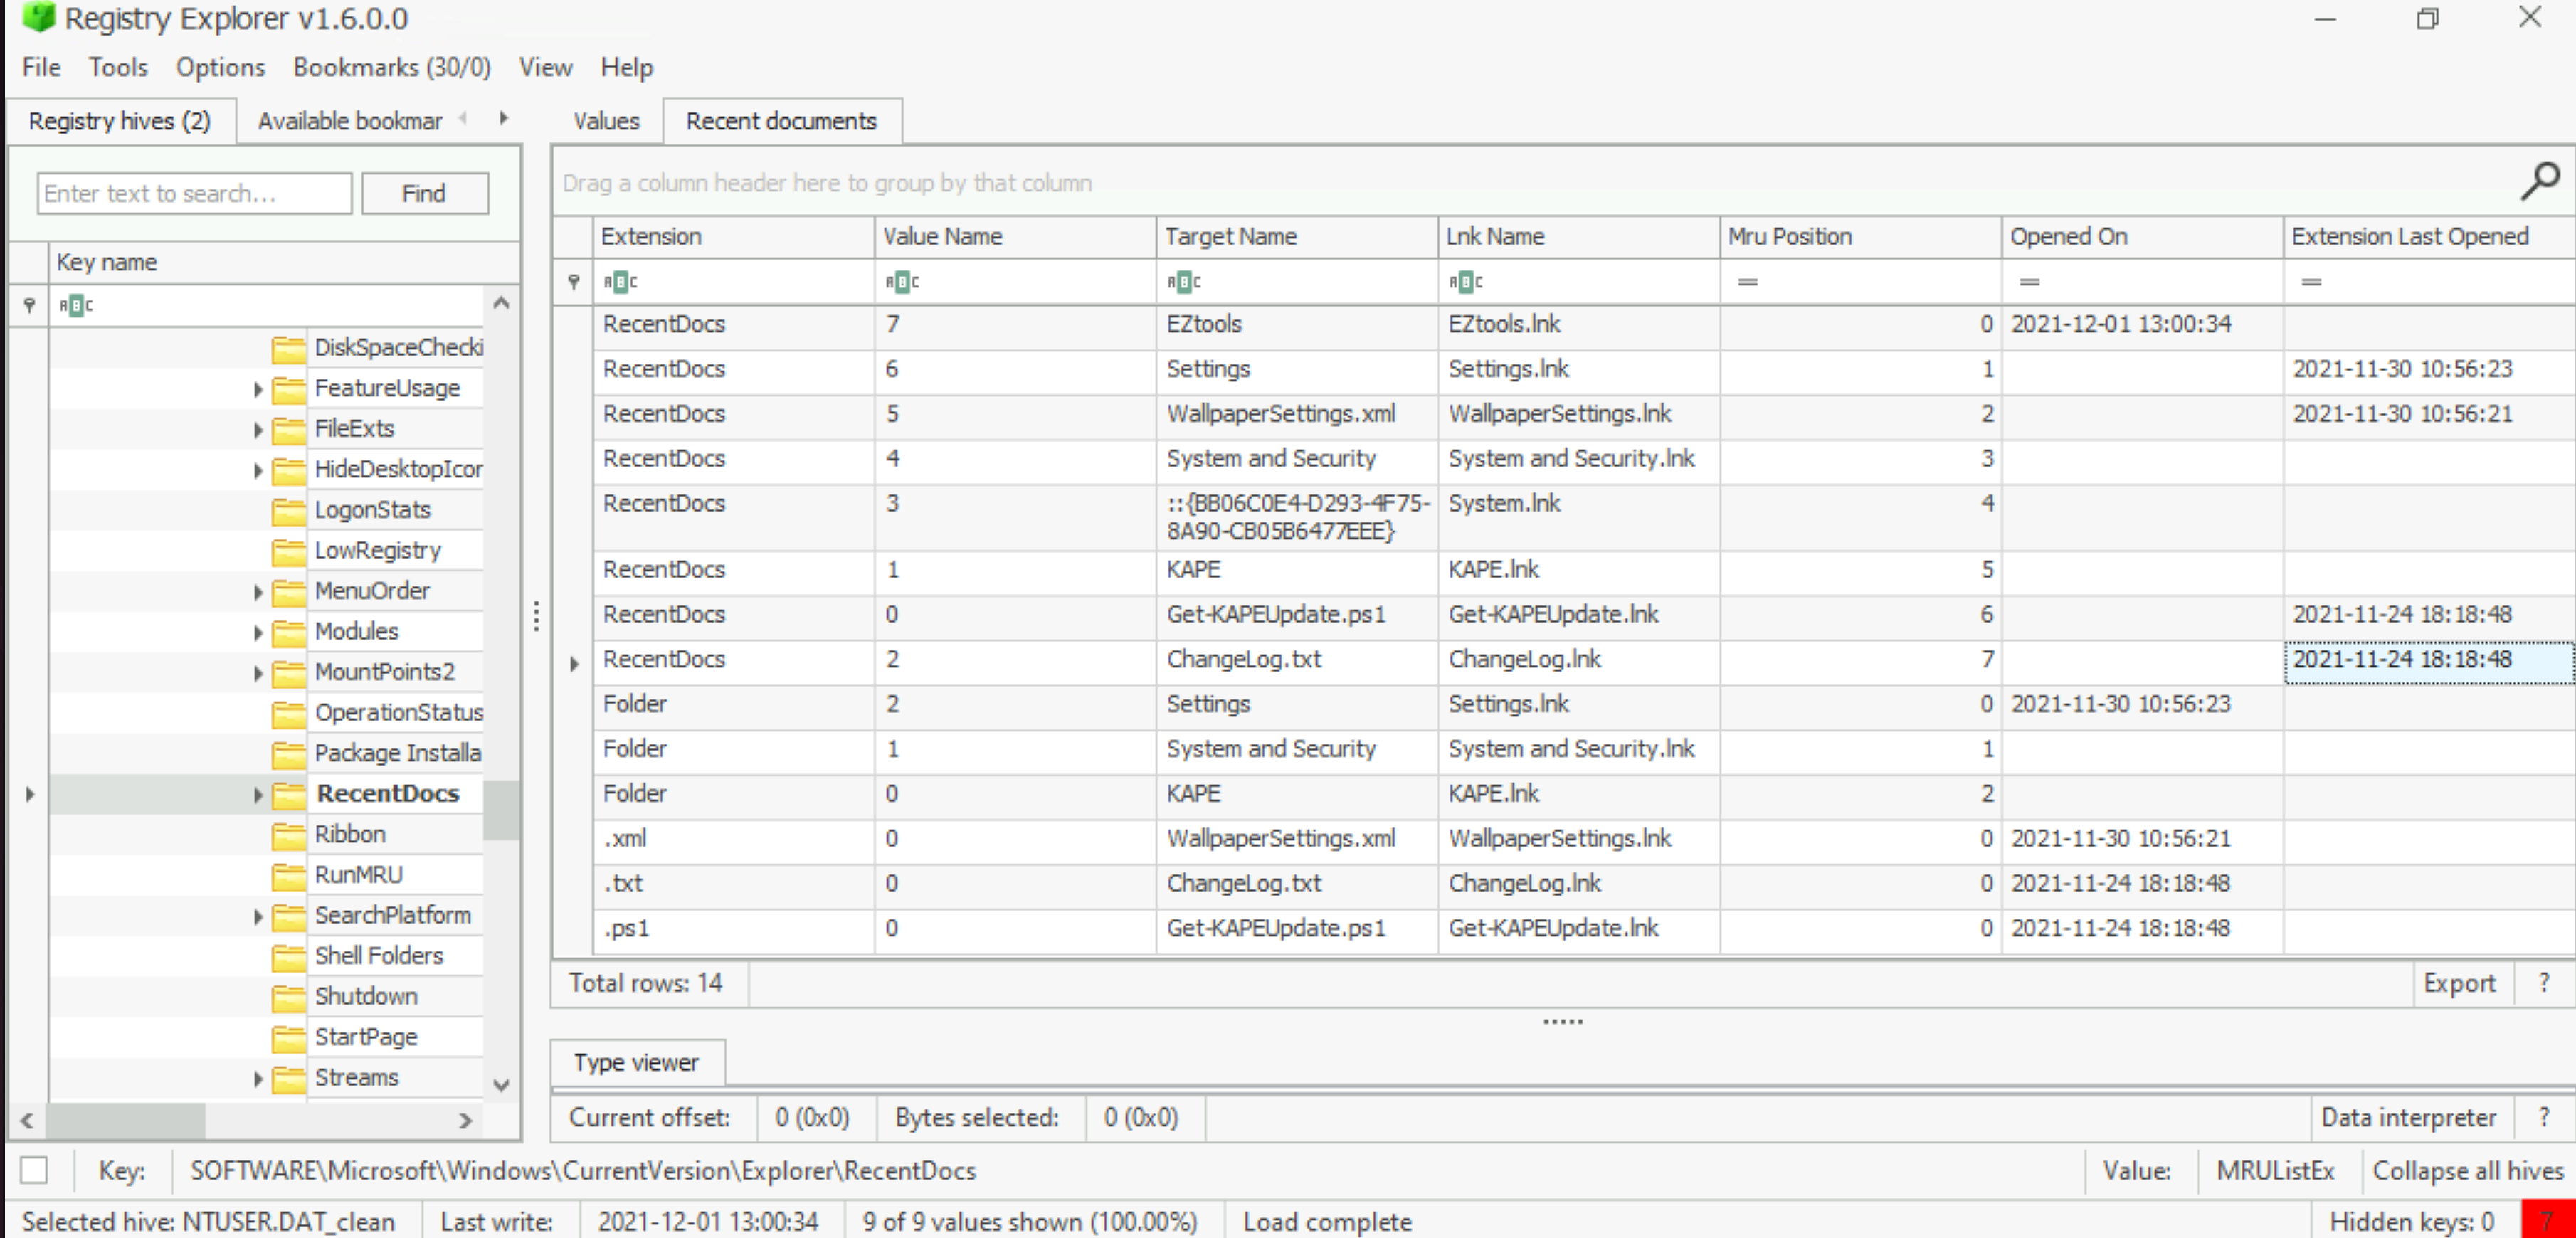 Registry Explorer v1.6.0.0
File Tools Options Bookmarks (30/0) View Help
Registry hives (2) Available bookmar
Enter text to search... Find
Key name
ABC
DiskSpaceChecki
FeatureUsage
FileExts
HideDesktopIcor
LogonStats
LowRegistry
MenuOrder
Modules
MountPoints2
OperationStatus
Package Installa
RecentDocs
Ribbon
RunMRU
SearchPlatform
Shell Folders
Shutdown
StartPage
Streams
Values Recent documents
Drag a column header here to group by that column
Extension Value Name Target Name Lnk Name Mru Position Opened On Extension Last Opened
ABC ABC ABC ABC = = =
RecentDocs 7 EZtools EZtools.lnk 0 2021-12-01 13:00:34
RecentDocs 6 Settings Settings.lnk 1 2021-11-30 10:56:23
RecentDocs 5 WallpaperSettings.xml WallpaperSettings.lnk 2 2021-11-30 10:56:21
RecentDocs 4 System and Security System and Security.lnk 3
RecentDocs 3 ::{BB06C0E4-D293-4F75- System.lnk 4
8A90-CB05B6477EEE}
RecentDocs 1 KAPE KAPE.lnk 5
RecentDocs 0 Get-KAPEUpdate.ps1 Get-KAPEUpdate.lnk 6 2021-11-24 18:18:48
RecentDocs 2 ChangeLog.txt ChangeLog.lnk 7 2021-11-24 18:18:48
Folder 2 Settings Settings.lnk 0 2021-11-30 10:56:23
Folder 1 System and Security System and Security.lnk 1
Folder 0 KAPE KAPE.lnk 2
.xml 0 WallpaperSettings.xml WallpaperSettings.lnk 0 2021-11-30 10:56:21
.txt 0 ChangeLog.txt ChangeLog.lnk 0 2021-11-24 18:18:48
.ps1 0 Get-KAPEUpdate.ps1 Get-KAPEUpdate.lnk 0 2021-11-24 18:18:48
Total rows: 14 Export ?
Type viewer
Current offset: 0 (0x0) Bytes selected: 0 (0x0) Data interpreter ?
Key: SOFTWARE\Microsoft\Windows\CurrentVersion\Explorer\RecentDocs Value: MRUListEx Collapse all hives
Selected hive: NTUSER.DAT_clean Last write: 2021-12-01 13:00:34 9 of 9 values shown (100.00%) Load complete Hidden keys: 0 7